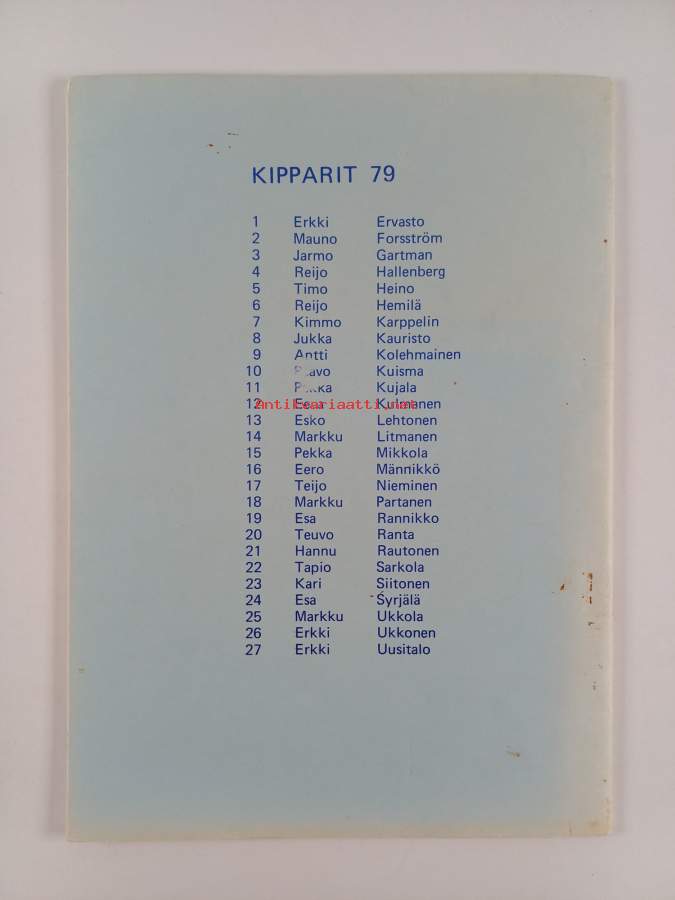 KIPPARIT 79
1 Erkki Ervasto
2 Mauno Forsström
3 Jarmo Gartman
4 Reijo Hallenberg
5 Timo Heino
6 Reijo Hemilä
7 Kimmo Karppelin
8 Jukka Kauristo
9 Antti Kolehmainen
10 Kuisma
11 Kujala
12 Kulmanen
Antikvariaatti.net
13 Esko Lehtonen
14 Markku Litmanen
15 Pekka Mikkola
16 Eero Männikkö
17 Teijo Nieminen
18 Markku Partanen
19 Esa Rannikko
20 Teuvo Ranta
21 Hannu Rautonen
22 Tapio Sarkola
23 Kari Siitonen
24 Esa Syrjälä
25 Markku Ukkola
26 Erkki Ukkonen
27 Erkki Uusitalo